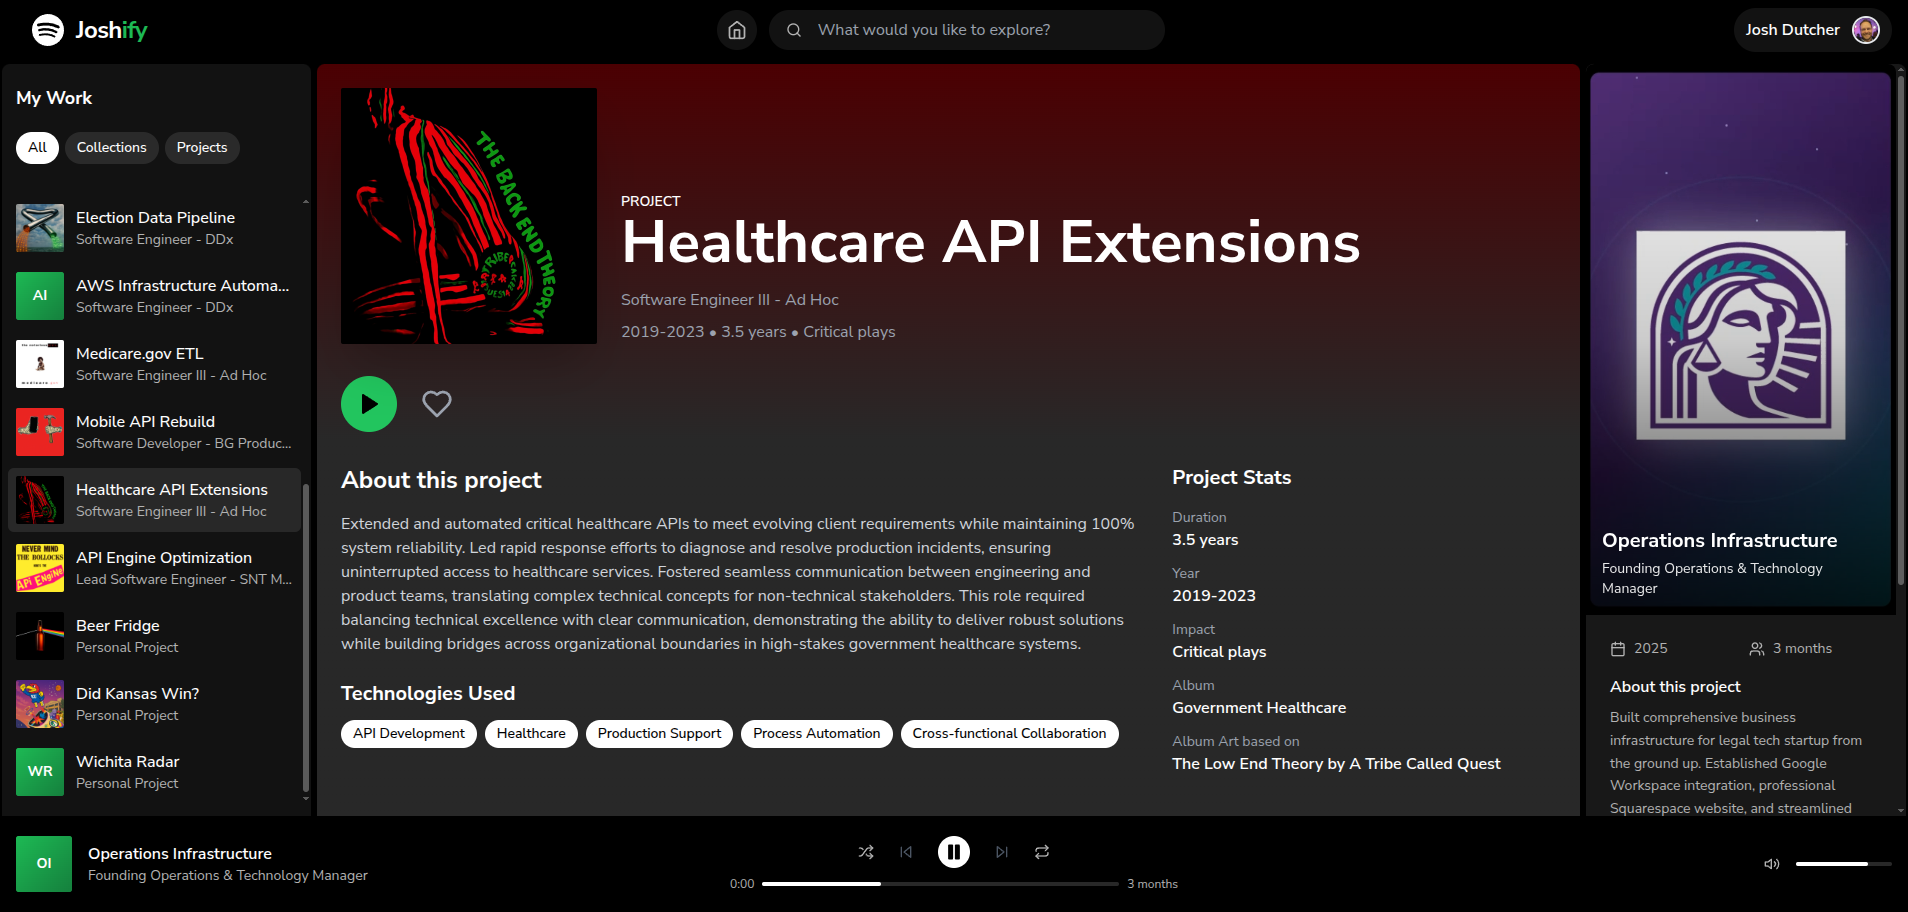 Joshify
What would you like to explore?
Josh Dutcher
My Work
All
Collections
Projects
Election Data Pipeline
Software Engineer - DDx
AI
AWS Infrastructure Automa...
Software Engineer - DDx
Medicare.gov ETL
Software Engineer III - Ad Hoc
Mobile API Rebuild
Software Developer - BG Produc...
Healthcare API Extensions
Software Engineer III - Ad Hoc
NEVER MIND
THE BOLLOCKS
API ENGINE
API Engine Optimization
Lead Software Engineer - SNT M...
Beer Fridge
Personal Project
Did Kansas Win?
Personal Project
WR
Wichita Radar
Personal Project
THE BACK END THEORY
PROJECT
Healthcare API Extensions
Software Engineer III - Ad Hoc
2019-2023 • 3.5 years • Critical plays
About this project
Extended and automated critical healthcare APIs to meet evolving client requirements while maintaining 100%
system reliability. Led rapid response efforts to diagnose and resolve production incidents, ensuring
uninterrupted access to healthcare services. Fostered seamless communication between engineering and
product teams, translating complex technical concepts for non-technical stakeholders. This role required
balancing technical excellence with clear communication, demonstrating the ability to deliver robust solutions
while building bridges across organizational boundaries in high-stakes government healthcare systems.
Technologies Used
API Development
Healthcare
Production Support
Process Automation
Cross-functional Collaboration
Project Stats
Duration
3.5 years
Year
2019-2023
Impact
Critical plays
Album
Government Healthcare
Album Art based on
The Low End Theory by A Tribe Called Quest
Operations Infrastructure
Founding Operations & Technology
Manager
2025
3 months
About this project
Built comprehensive business
infrastructure for legal tech startup from
the ground up. Established Google
Workspace integration, professional
Squarespace website, and streamlined
OI
Operations Infrastructure
Founding Operations & Technology Manager
0:00
3 months